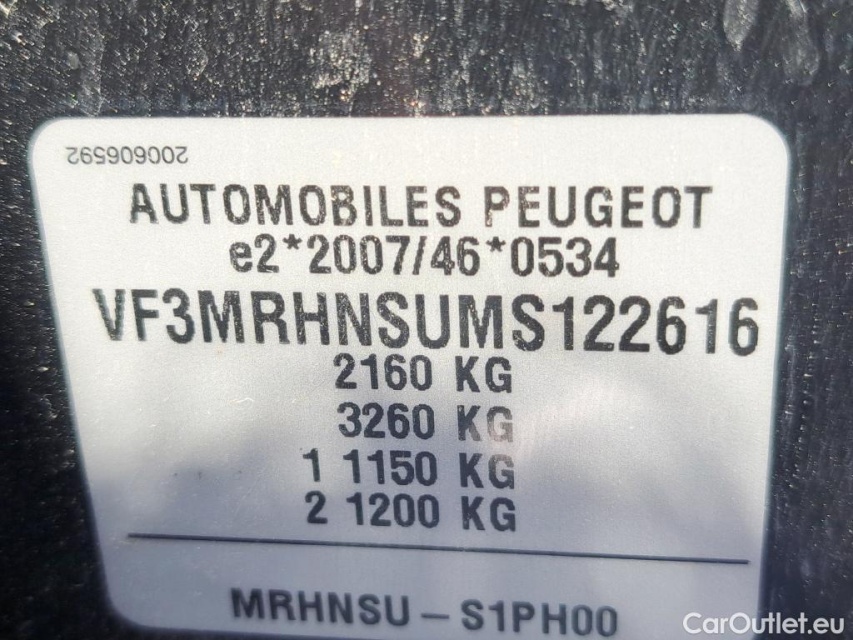 200606592
AUTOMOBILES PEUGEOT
e2*2007/46*0534
VF3MRHNSUMS122616
2160 KG
3260 KG
1 1150 KG
2 1200 KG
MRHNSU – S1PH00
CarOutlet.eu